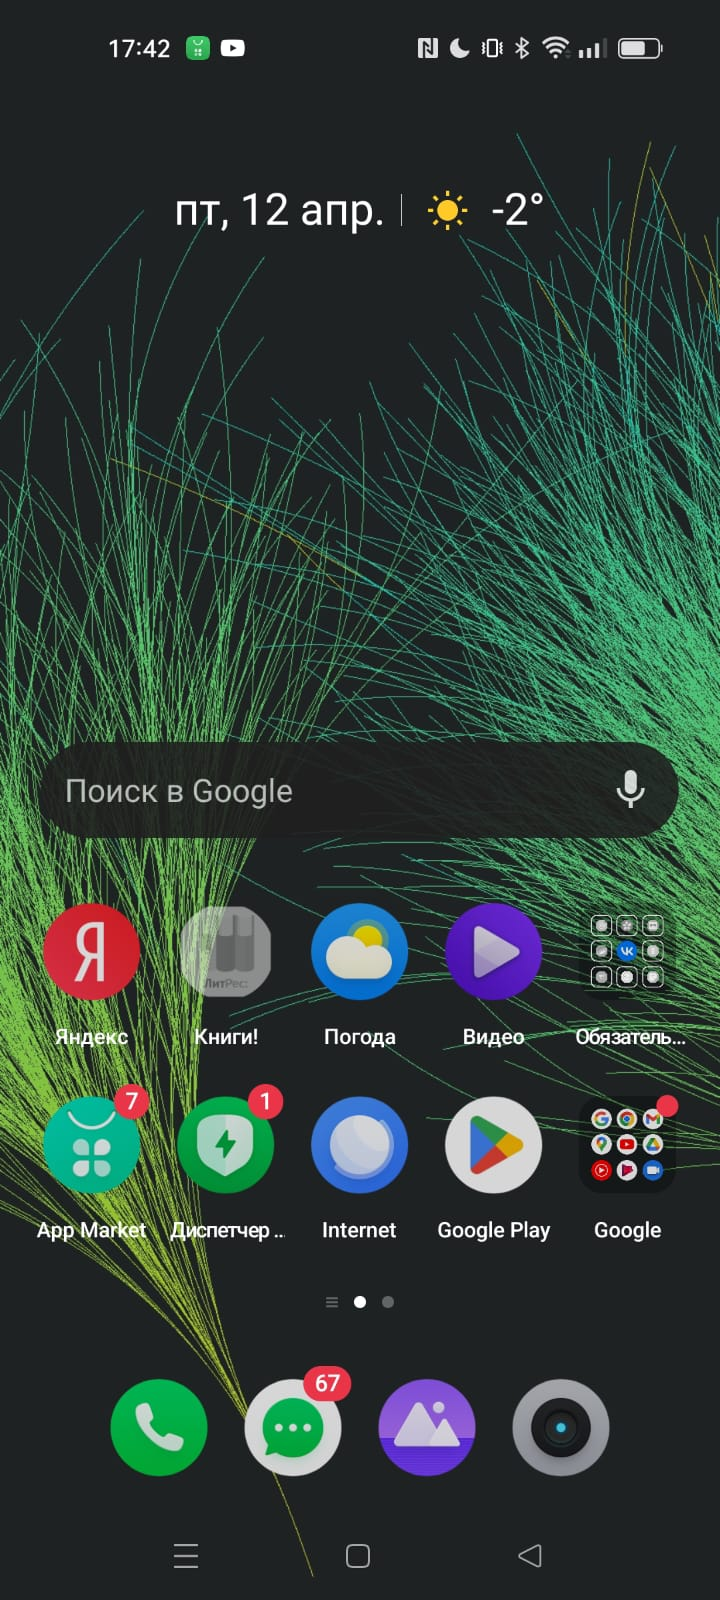 17:42
пт, 12 апр. -2°
Поиск в Google
Я
ЛитРес:
VK
Яндекс Книги! Погода Видео Обязатель...
7 1
App Market Диспетчер .. Internet Google Play Google
67